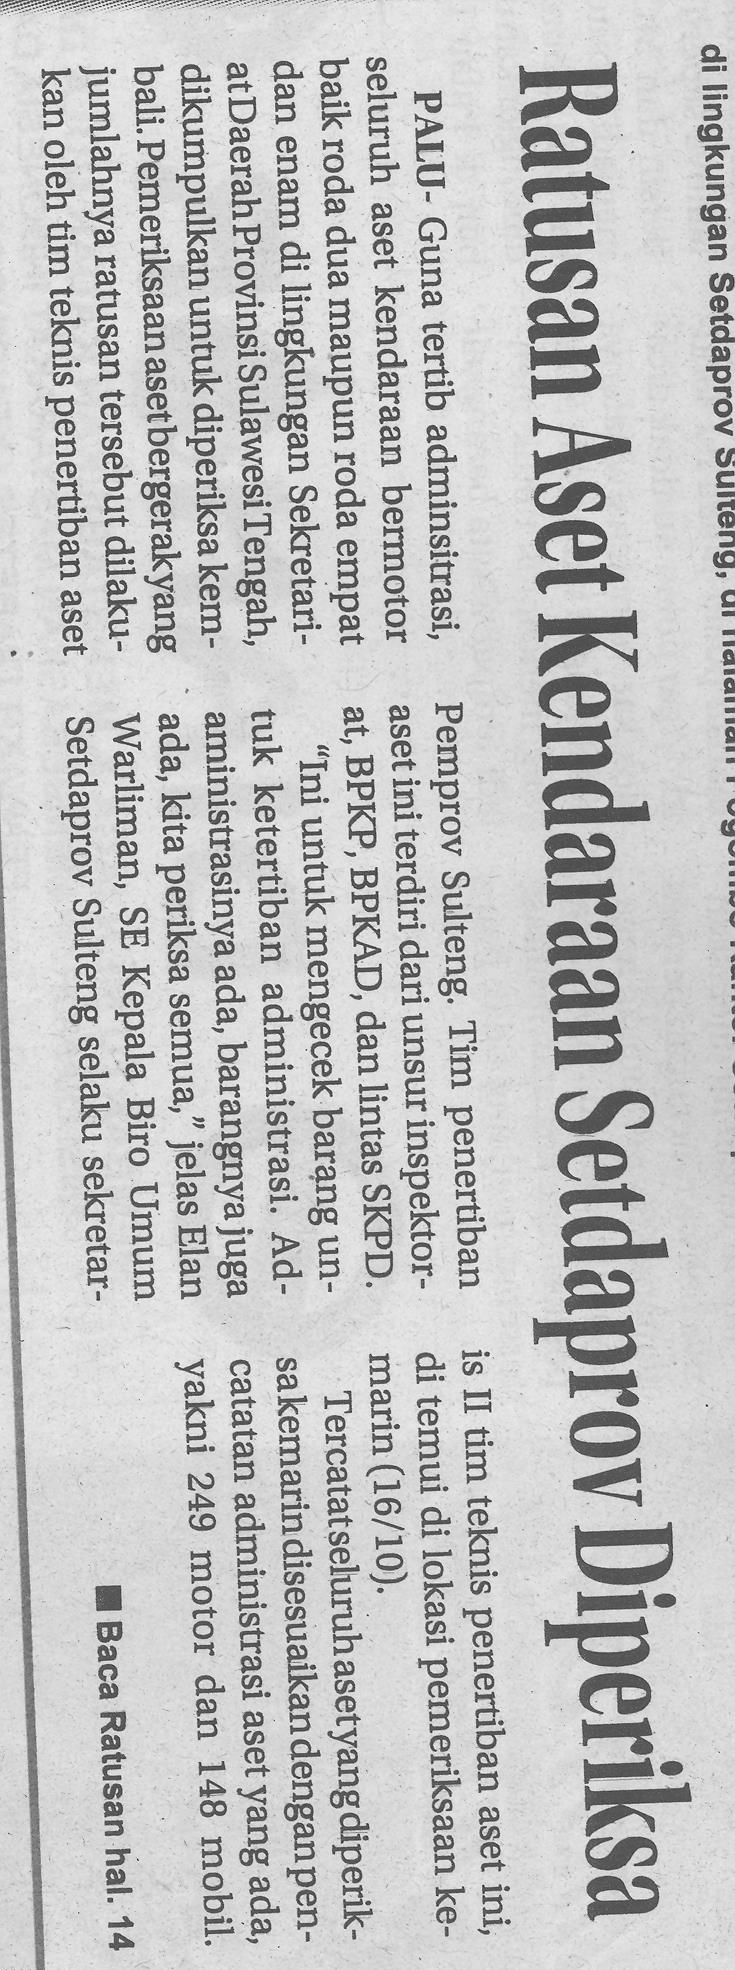 di lingkungan Setdaprov Sulteng, di halaman
Ratusan Aset Kendaraan Setdaprov Diperiksa
PALU- Guna tertib adminsitrasi,
seluruh aset kendaraan bermotor
baik roda dua maupun roda empat
dan enam di lingkungan Sekretari-
at Daerah Provinsi Sulawesi Tengah,
dikumpulkan untuk diperiksa kem-
bali. Pemeriksaan aset bergerak yang
jumlahnya ratusan tersebut dilaku-
kan oleh tim teknis penertiban aset
Pemprov Sulteng. Tim penertiban
aset ini terdiri dari unsur inspektor-
at, BPKP, BPKAD, dan lintas SKPD.
“Ini untuk mengecek barang un-
tuk ketertiban administrasi. Ad-
aministrasinya ada, barangnya juga
ada, kita periksa semua,” jelas Elan
Warliman, SE Kepala Biro Umum
Setdaprov Sulteng selaku sekretar-
is II tim teknis penertiban aset ini,
di temui di lokasi pemeriksaan ke-
marin (16/10).
Tercatat seluruh aset yang diperik-
sa kemarin disesuaikan dengan pen-
catatan administrasi aset yang ada,
yakni 249 motor dan 148 mobil.
■ Baca Ratusan hal. 14